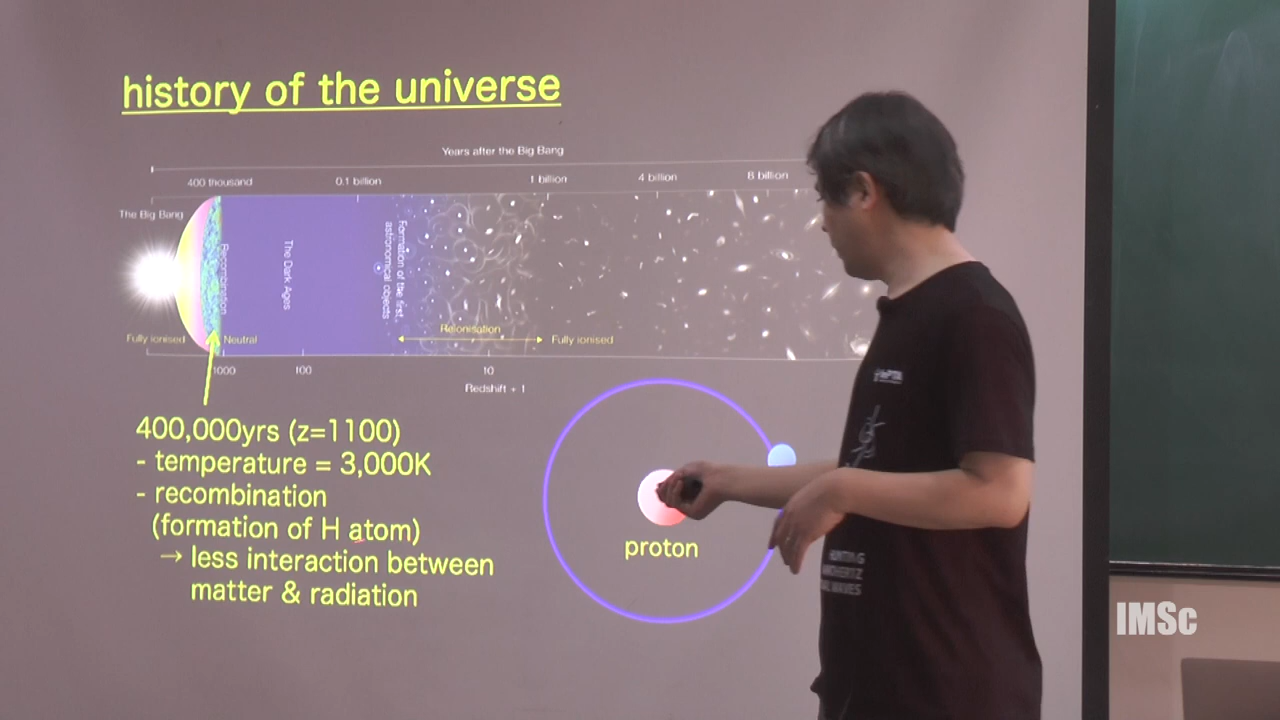 history of the universe
Years after the Big Bang
400 thousand 0.1 billion 1 billion 4 billion 8 billion
The Big Bang
Recombination
The Dark Ages
Formation of the first
astronomical objects
Reionisation
Fully ionised Neutral Fully ionised
1000 100 10
Redshift + 1
400,000yrs (z=1100)
- temperature = 3,000K
- recombination
(formation of H atom)
→ less interaction between
matter & radiation
proton
IMSc